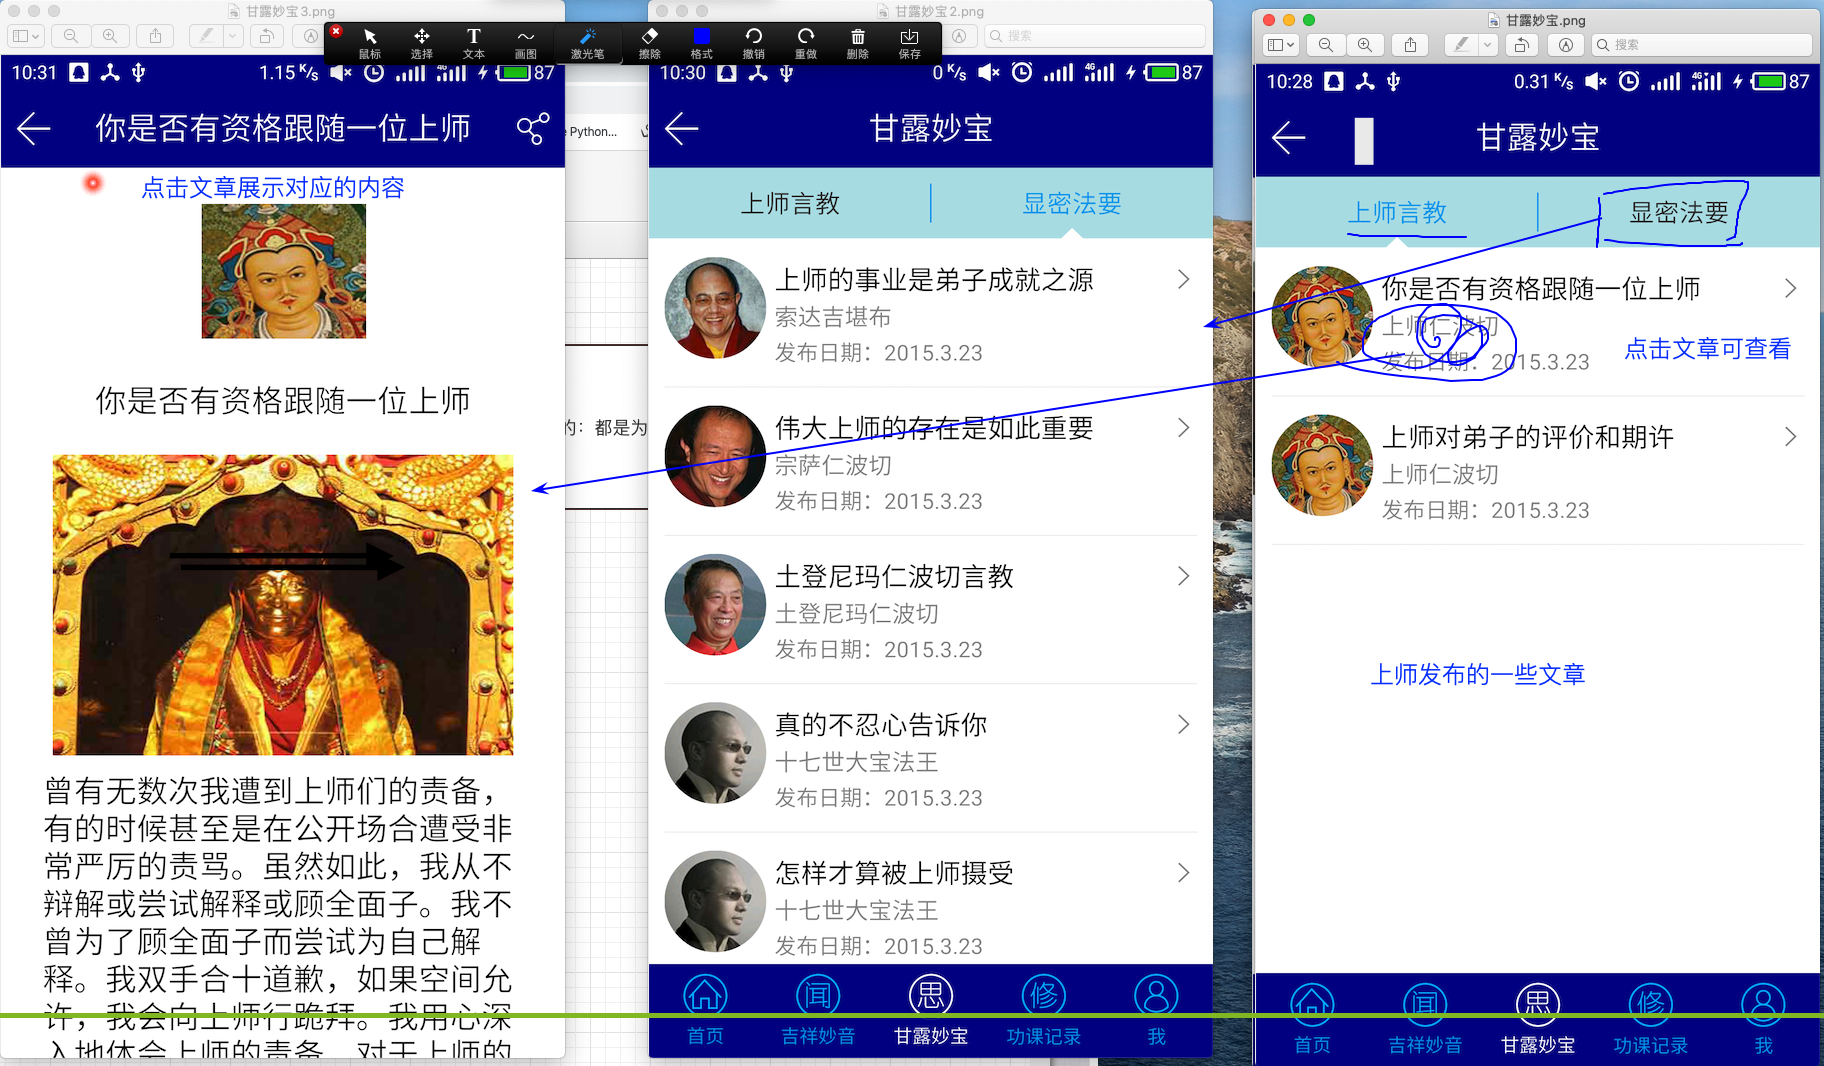 甘露妙宝3.png
10:31 1.15 K/s 4G 87
你是否有资格跟随一位上师
点击文章展示对应的内容
你是否有资格跟随一位上师
曾有无数次我遭到上师们的责备，
有的时候甚至是在公开场合遭受非
常严厉的责骂。虽然如此，我从不
辩解或尝试解释或顾全面子。我不
曾为了顾全面子而尝试为自己解
释。我双手合十道歉，如果空间允
许，我会向上师行跪拜。我用心深
入地体会上师的责备。对于上师的
鼠标 选择 文本 画图 激光笔 擦除 格式 撤销 重做 删除 保存
Python...
的：都是为
甘露妙宝2.png
搜索
10:30 0 K/s 4G 87
甘露妙宝
上师言教 显密法要
上师的事业是弟子成就之源
索达吉堪布
发布日期：2015.3.23
伟大上师的存在是如此重要
宗萨仁波切
发布日期：2015.3.23
土登尼玛仁波切言教
土登尼玛仁波切
发布日期：2015.3.23
真的不忍心告诉你
十七世大宝法王
发布日期：2015.3.23
怎样才算被上师摄受
十七世大宝法王
发布日期：2015.3.23
闻 思 修
首页 吉祥妙音 甘露妙宝 功课记录 我
甘露妙宝.png
搜索
10:28 0.31 K/s 4G 87
甘露妙宝
上师言教 显密法要
你是否有资格跟随一位上师
上师仁波切
发布日期：2015.3.23
点击文章可查看
上师对弟子的评价和期许
上师仁波切
发布日期：2015.3.23
上师发布的一些文章
闻 思 修
首页 吉祥妙音 甘露妙宝 功课记录 我